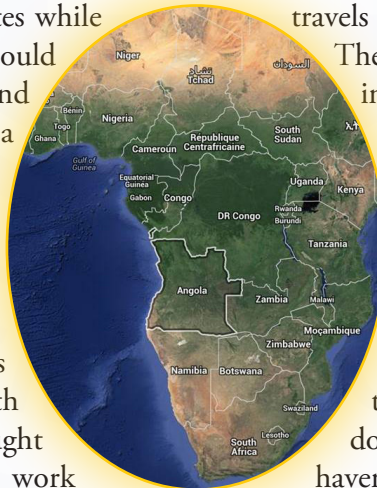 tes while
travels
ould
The
nd
in
a
Niger
تشاد
Tchad
السودان
Nigeria
Benin
Togo
Ghana
Gulf of
Guinea
Cameroun
République
Centrafricaine
South
Sudan
Equatorial
Guinea
Gabon
Congo
DR Congo
Uganda
Kenya
Rwanda
Burundi
Tanzania
Angola
Zambia
Malawi
Moçambique
Zimbabwe
Namibia
Botswana
Swaziland
Lesotho
South
Africa
s
th
t
ght
do
work
haven